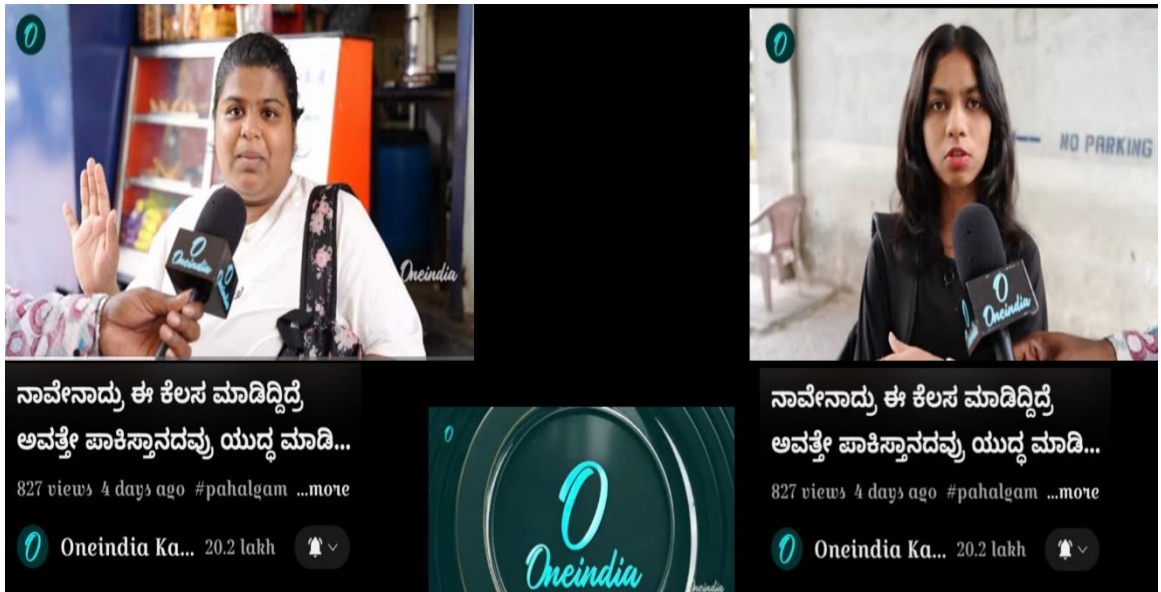 Oneindia
Oneindia
NO PARKING
Oneindia
ನಾವೇನಾದ್ರು ಈ ಕೆಲಸ ಮಾಡಿದ್ದಿದ್ರೆ
ಅವತ್ತೇ ಪಾಕಿಸ್ತಾನದವ್ರು ಯುದ್ಧ ಮಾಡಿ...
827 views 4 days ago #pahalgam ...more
Oneindia Ka... 20.2 lakh
ನಾವೇನಾದ್ರು ಈ ಕೆಲಸ ಮಾಡಿದ್ದಿದ್ರೆ
ಅವತ್ತೇ ಪಾಕಿಸ್ತಾನದವ್ರು ಯುದ್ಧ ಮಾಡಿ...
827 views 4 days ago #pahalgam ...more
Oneindia Ka... 20.2 lakh
Oneindia